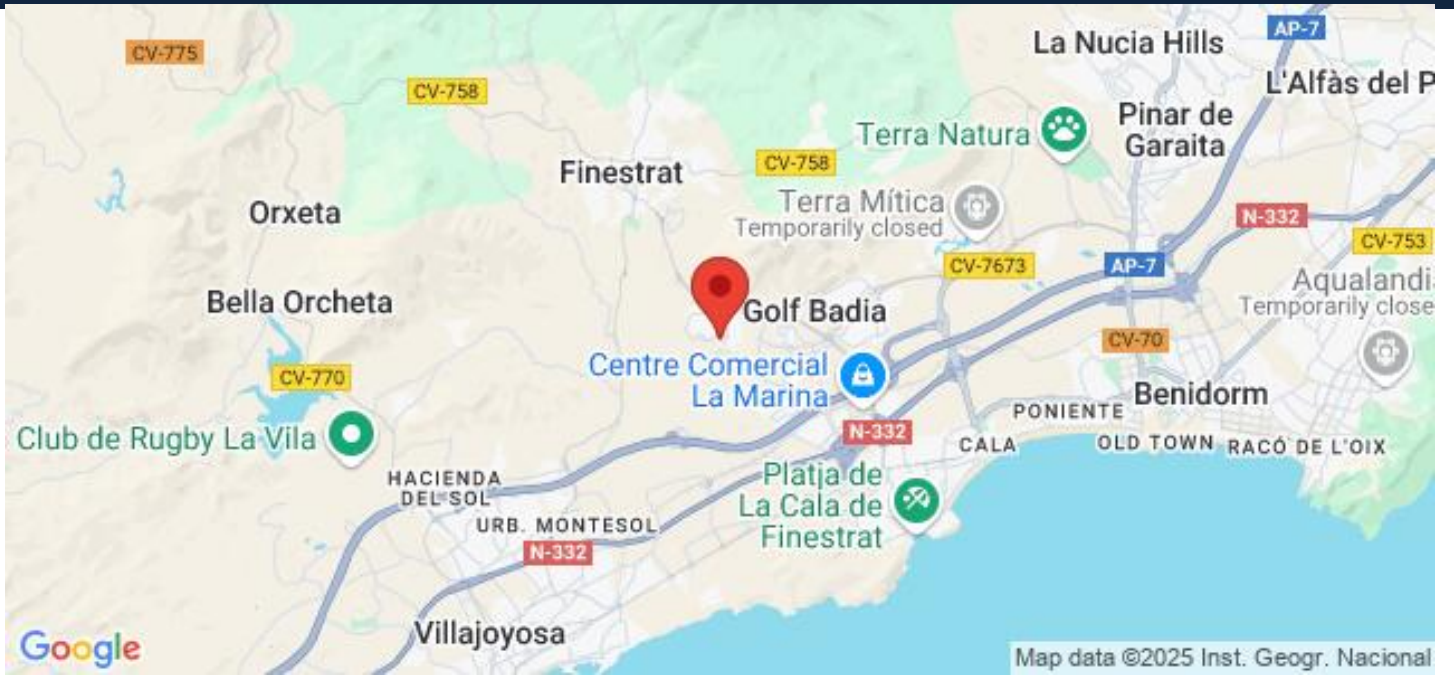 CV-775
CV-758
La Nucia Hills
AP-7
L'Alfàs del P
Terra Natura
Pinar de
Garaita
Finestrat
CV-758
Orxeta
Terra Mítica
Temporarily closed
N-332
CV-753
CV-7673
AP-7
Aqualandi
Temporarily close
Bella Orcheta
Golf Badia
CV-770
Centre Comercial
La Marina
CV-70
Benidorm
PONIENTE
Club de Rugby La Vila
N-332
CALA
OLD TOWN
RACÓ DE L'OIX
HACIENDA
DEL SOL
Platja de
La Cala de
Finestrat
URB. MONTESOL
N-332
Villajoyosa
Google
Map data ©2025 Inst. Geogr. Nacional